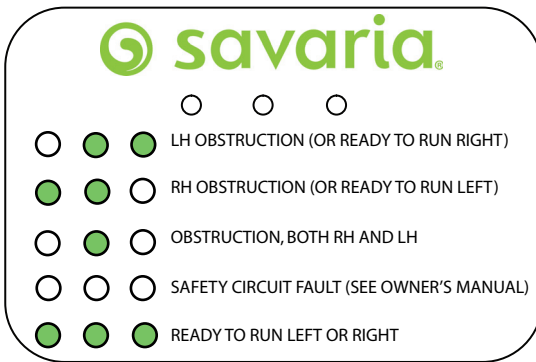 savaria®
LH OBSTRUCTION (OR READY TO RUN RIGHT)
RH OBSTRUCTION (OR READY TO RUN LEFT)
OBSTRUCTION, BOTH RH AND LH
SAFETY CIRCUIT FAULT (SEE OWNER'S MANUAL)
READY TO RUN LEFT OR RIGHT